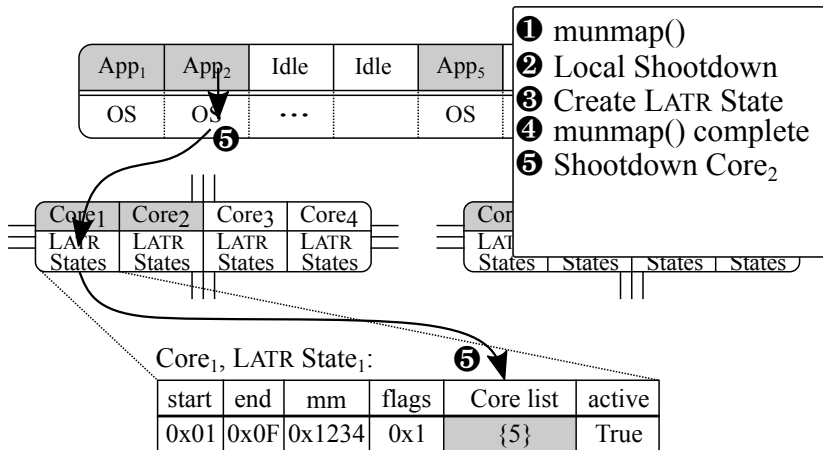 App₁ App₂ Idle Idle App₅
OS OS ... OS
❶ munmap()
❷ Local Shootdown
❸ Create LATR State
❹ munmap() complete
❺ Shootdown Core₂
❺
Core₁ Core₂ Core₃ Core₄
LATR LATR LATR LATR
States States States States
States States States States
Core₁, LATR State₁: ❺
start end mm flags Core list active
0x01 0x0F 0x1234 0x1 {5} True